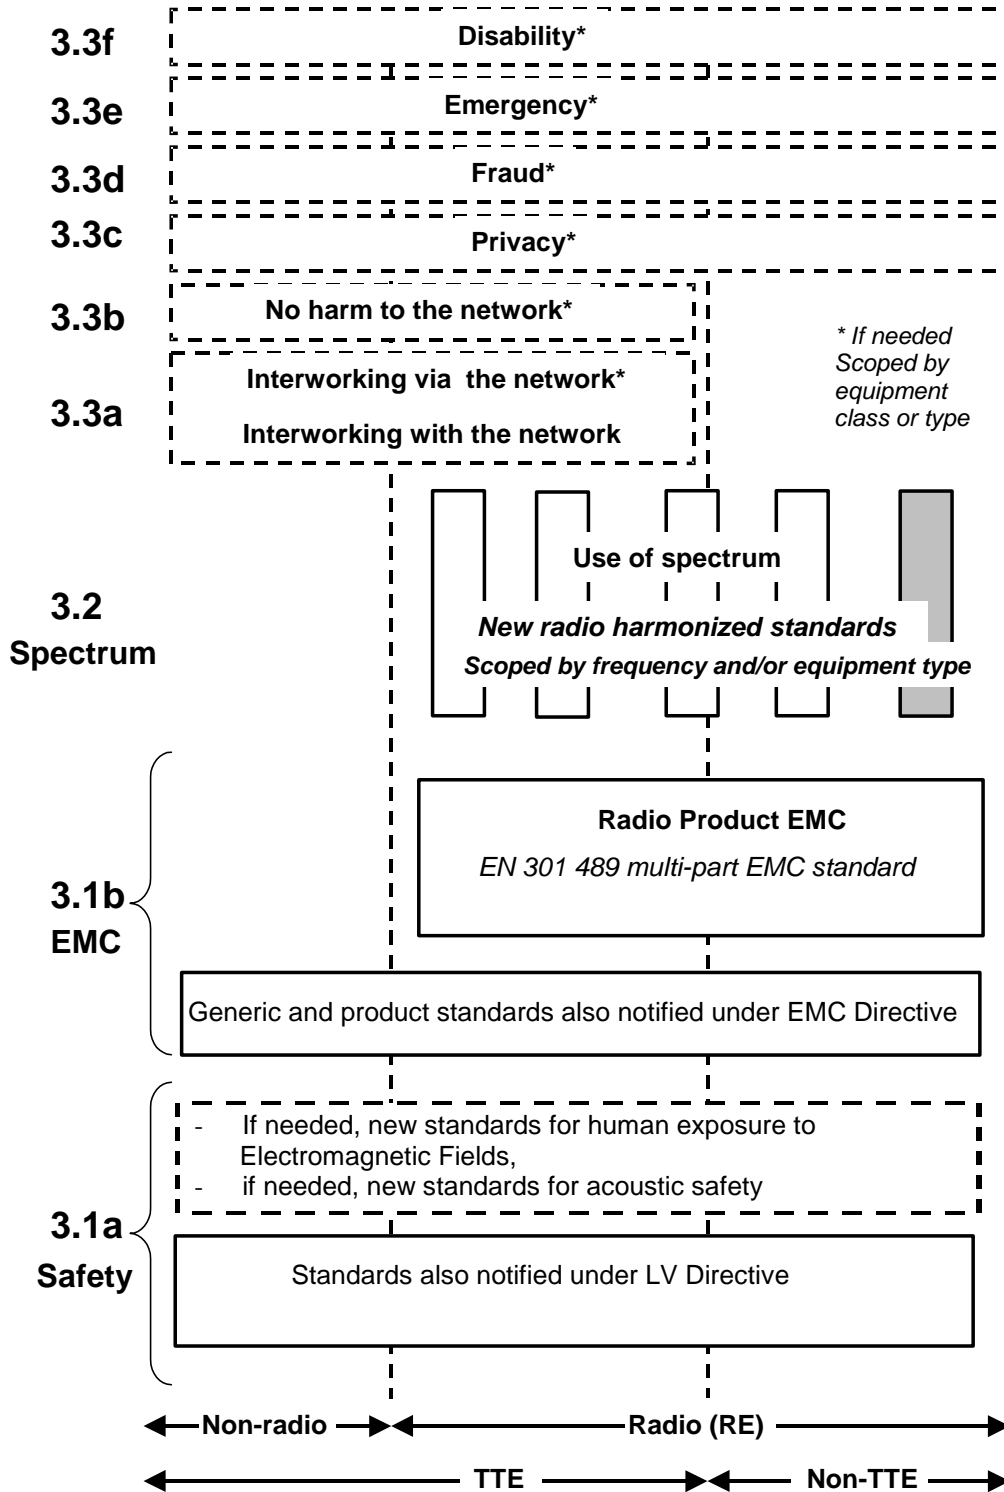 3.3f
Disability*
3.3e
Emergency*
3.3d
Fraud*
3.3c
Privacy*
3.3b
No harm to the network*
* If needed
Scoped by
equipment
class or type
3.3a
Interworking via the network*
Interworking with the network
3.2
Spectrum
Use of spectrum
New radio harmonized standards
Scoped by frequency and/or equipment type
3.1b
EMC
Radio Product EMC
EN 301 489 multi-part EMC standard
Generic and product standards also notified under EMC Directive
3.1a
Safety
- If needed, new standards for human exposure to
Electromagnetic Fields,
- if needed, new standards for acoustic safety
Standards also notified under LV Directive
Non-radio
Radio (RE)
TTE
Non-TTE